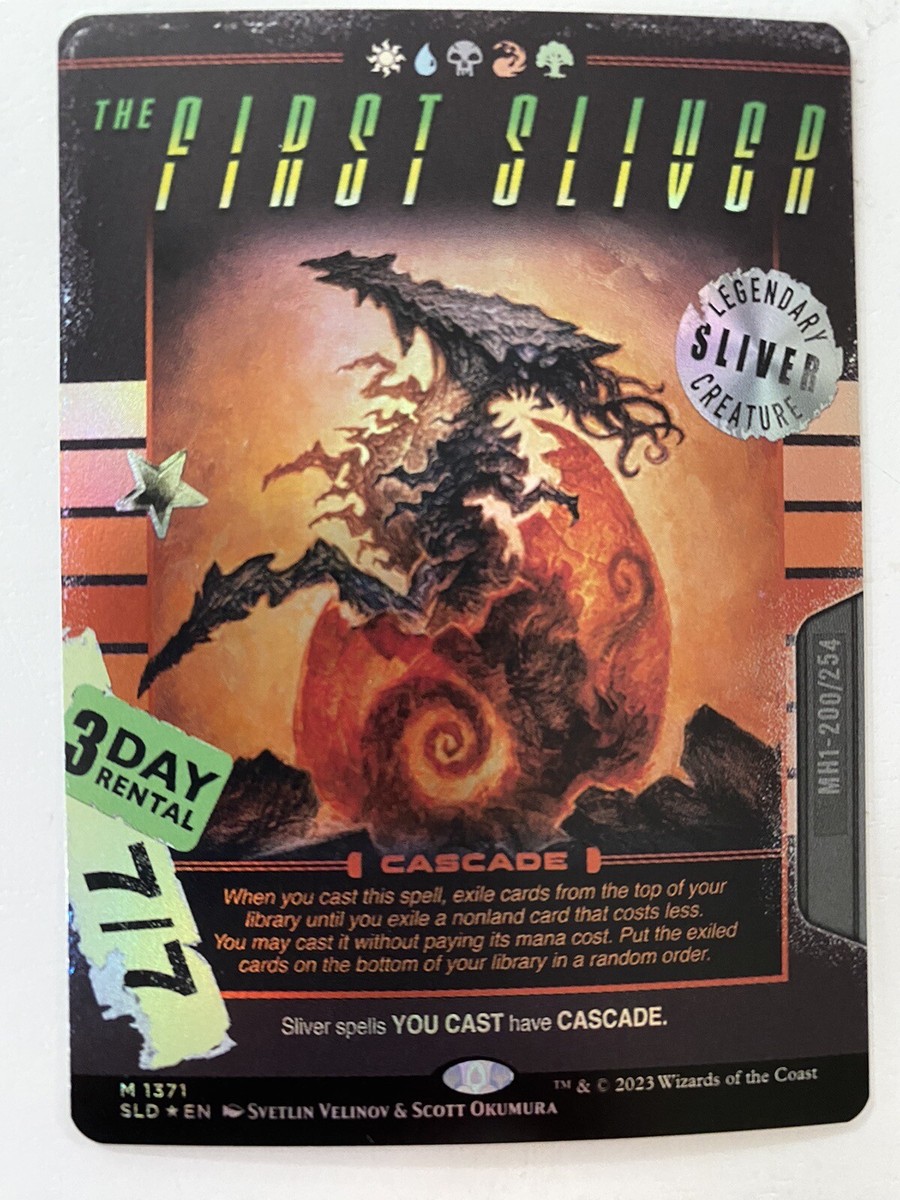 THE
FIRST SLIVER
LEGENDARY
SLIVER
CREATURE
MH1-200/254
3 DAY
RENTAL
7/7
CASCADE
When you cast this spell, exile cards from the top of your
library until you exile a nonland card that costs less.
You may cast it without paying its mana cost. Put the exiled
cards on the bottom of your library in a random order.
Sliver spells YOU CAST have CASCADE.
M 1371
SLD ★ EN SVETLIN VELINOV & SCOTT OKUMURA
™ & © 2023 Wizards of the Coast